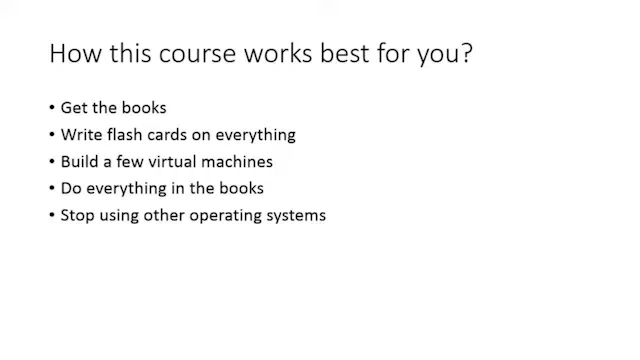 How this course works best for you?
• Get the books
• Write flash cards on everything
• Build a few virtual machines
• Do everything in the books
• Stop using other operating systems